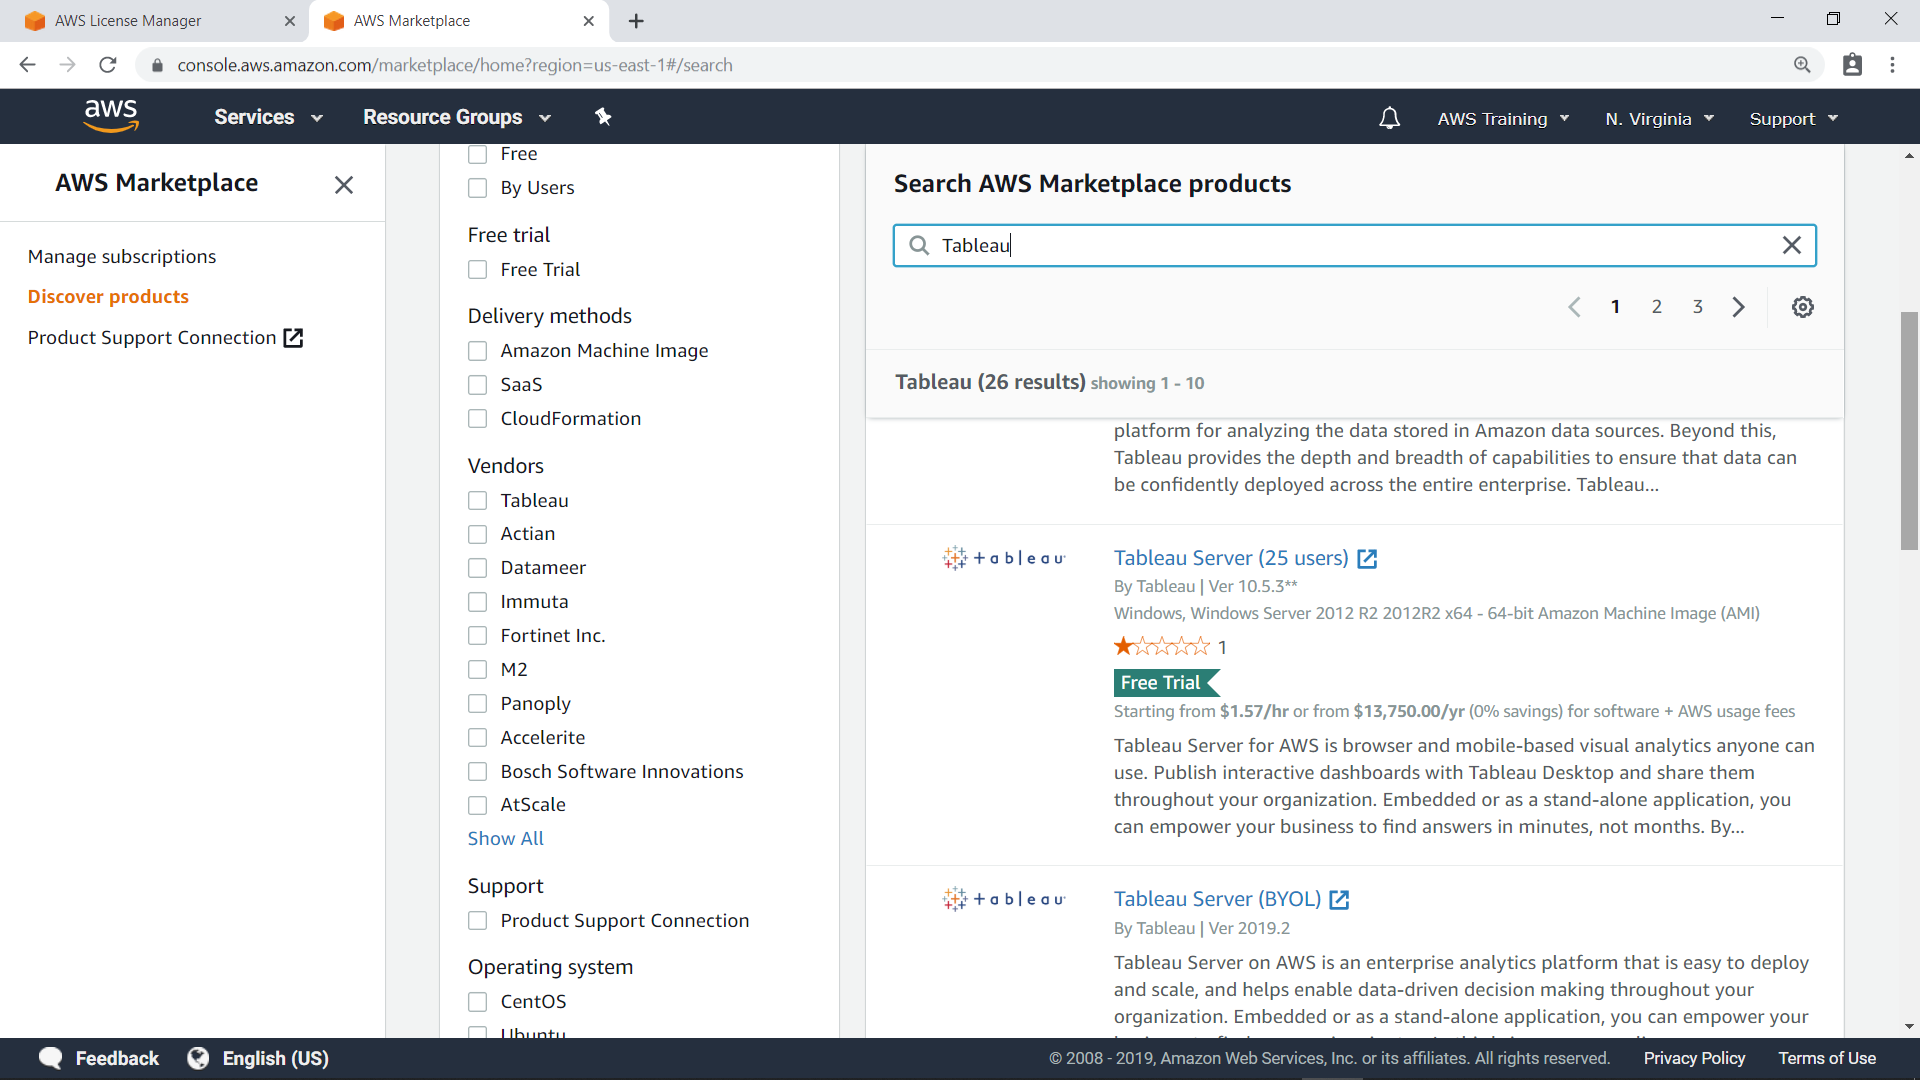 AWS License Manager
AWS Marketplace
console.aws.amazon.com/marketplace/home?region=us-east-1#/search
aws
Services
Resource Groups
AWS Training
N. Virginia
Support
AWS Marketplace
Manage subscriptions
Discover products
Product Support Connection
Free
By Users
Free trial
Free Trial
Delivery methods
Amazon Machine Image
SaaS
CloudFormation
Vendors
Tableau
Actian
Datameer
Immuta
Fortinet Inc.
M2
Panoply
Accelerite
Bosch Software Innovations
AtScale
Show All
Support
Product Support Connection
Operating system
CentOS
Ubuntu
Search AWS Marketplace products
Tableau
1 2 3
Tableau (26 results) showing 1 - 10
platform for analyzing the data stored in Amazon data sources. Beyond this,
Tableau provides the depth and breadth of capabilities to ensure that data can
be confidently deployed across the entire enterprise. Tableau...
+ a b l e a u
Tableau Server (25 users)
By Tableau | Ver 10.5.3**
Windows, Windows Server 2012 R2 2012R2 x64 - 64-bit Amazon Machine Image (AMI)
1
Free Trial
Starting from $1.57/hr or from $13,750.00/yr (0% savings) for software + AWS usage fees
Tableau Server for AWS is browser and mobile-based visual analytics anyone can
use. Publish interactive dashboards with Tableau Desktop and share them
throughout your organization. Embedded or as a stand-alone application, you
can empower your business to find answers in minutes, not months. By...
+ a b l e a u
Tableau Server (BYOL)
By Tableau | Ver 2019.2
Tableau Server on AWS is an enterprise analytics platform that is easy to deploy
and scale, and helps enable data-driven decision making throughout your
organization. Embedded or as a stand-alone application, you can empower your
Feedback
English (US)
© 2008 - 2019, Amazon Web Services, Inc. or its affiliates. All rights reserved.
Privacy Policy
Terms of Use